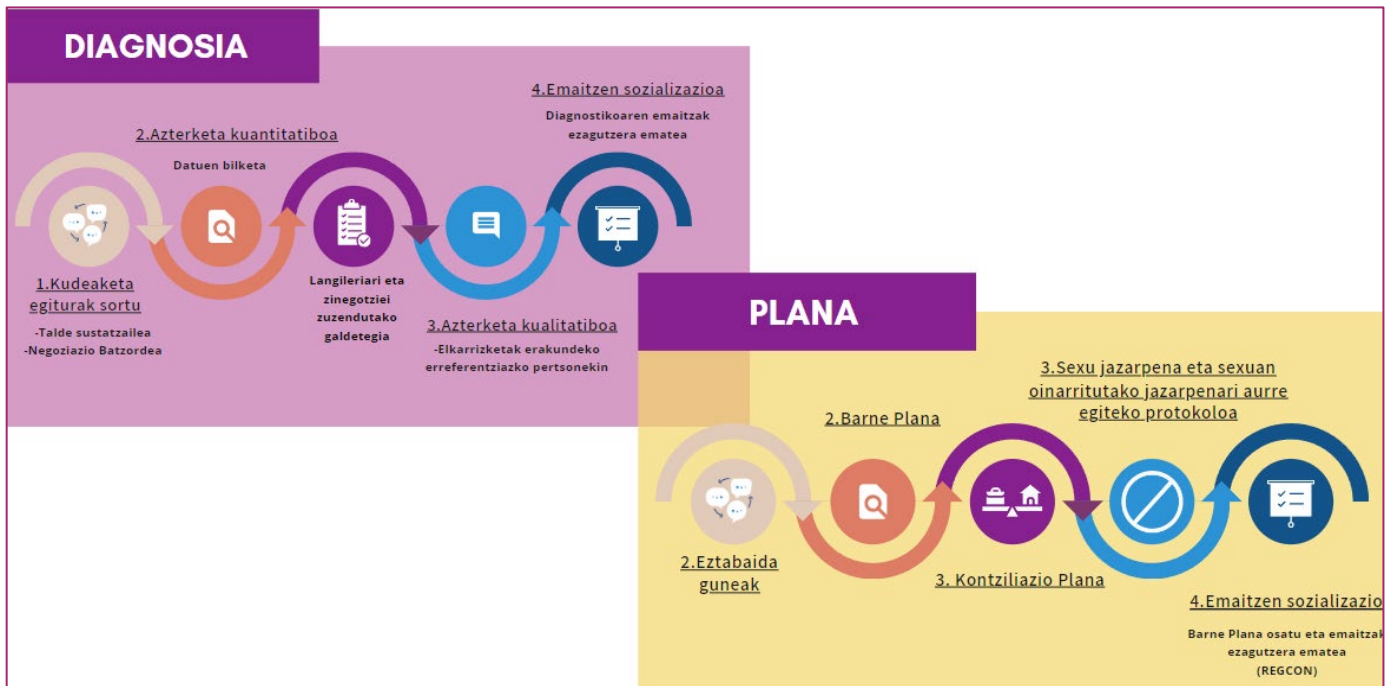 DIAGNOSIA
1.Kudeaketa
egiturak sortu
-Talde sustatzailea
-Negoziazio Batzordea
2.Azterketa kuantitatiboa
Datuen bilketa
Langileriari eta
zinegotziei
zuzendutako
galdetegia
3.Azterketa kualitatiboa
-Elkarrizketak erakundeko
erreferentziazko pertsonekin
4.Emaitzen sozializazioa
Diagnostikoaren emaitzak
ezagutzera ematea
PLANA
2.Eztabaida
guneak
2.Barne Plana
3. Kontziliazio Plana
3.Sexu jazarpena eta sexuan
oinarritutako jazarpenari aurre
egiteko protokoloa
4.Emaitzen sozializazio
Barne Plana osatu eta emaitzak
ezagutzera ematea
(REGCON)